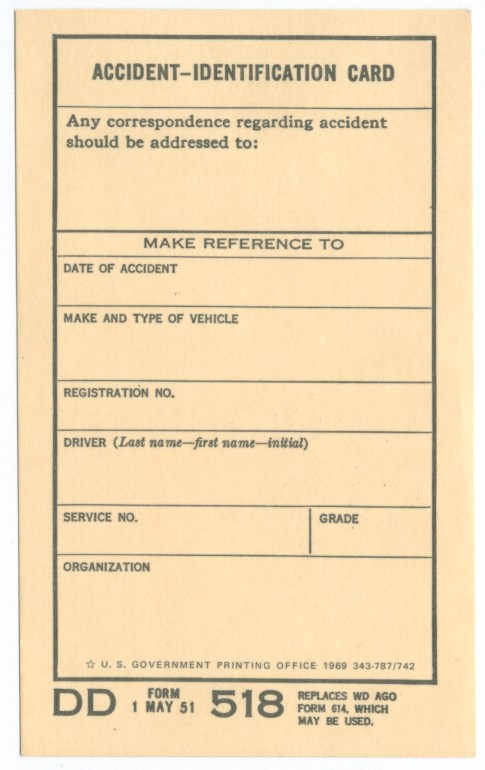 ACCIDENT-IDENTIFICATION CARD
Any correspondence regarding accident
should be addressed to:
MAKE REFERENCE TO
DATE OF ACCIDENT
MAKE AND TYPE OF VEHICLE
REGISTRATION NO.
DRIVER (Last name—first name—initial)
SERVICE NO.
GRADE
ORGANIZATION
☆ U. S. GOVERNMENT PRINTING OFFICE 1969 343-787/742
DD FORM 1 MAY 51 518
REPLACES WD AGO
FORM 614, WHICH
MAY BE USED.